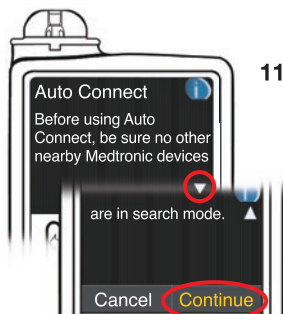 11
Auto Connect
i
Before using Auto
Connect, be sure no other
nearby Medtronic devices
are in search mode.
Cancel Continue